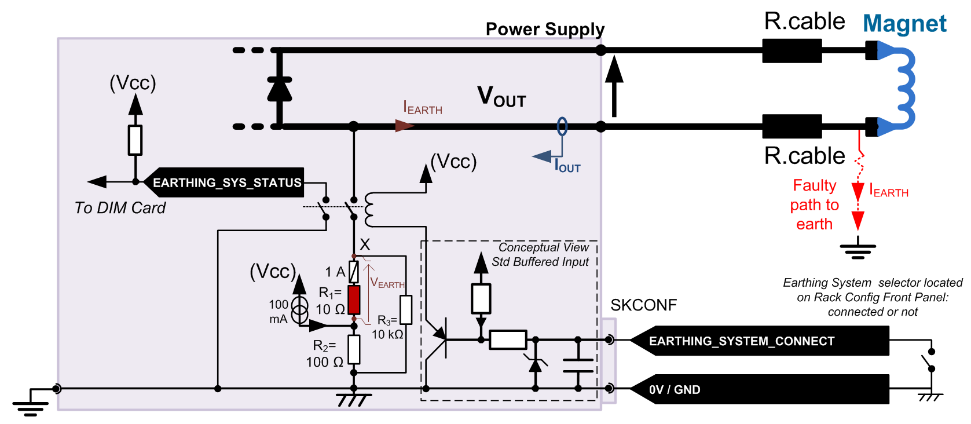 R.cable
Magnet
Power Supply
(Vcc)
IEARTH
VOUT
IOUT
R.cable
(Vcc)
EARTHING_SYS_STATUS
To DIM Card
Faulty
path to
earth
IEARTH
X
Conceptual View
Std Buffered Input
(Vcc)
1 A
VEARTH
100
mA
R1=
10 Ω
R3=
10 kΩ
R2=
100 Ω
Earthing System selector located
on Rack Config Front Panel:
connected or not
SKCONF
EARTHING_SYSTEM_CONNECT
0V / GND